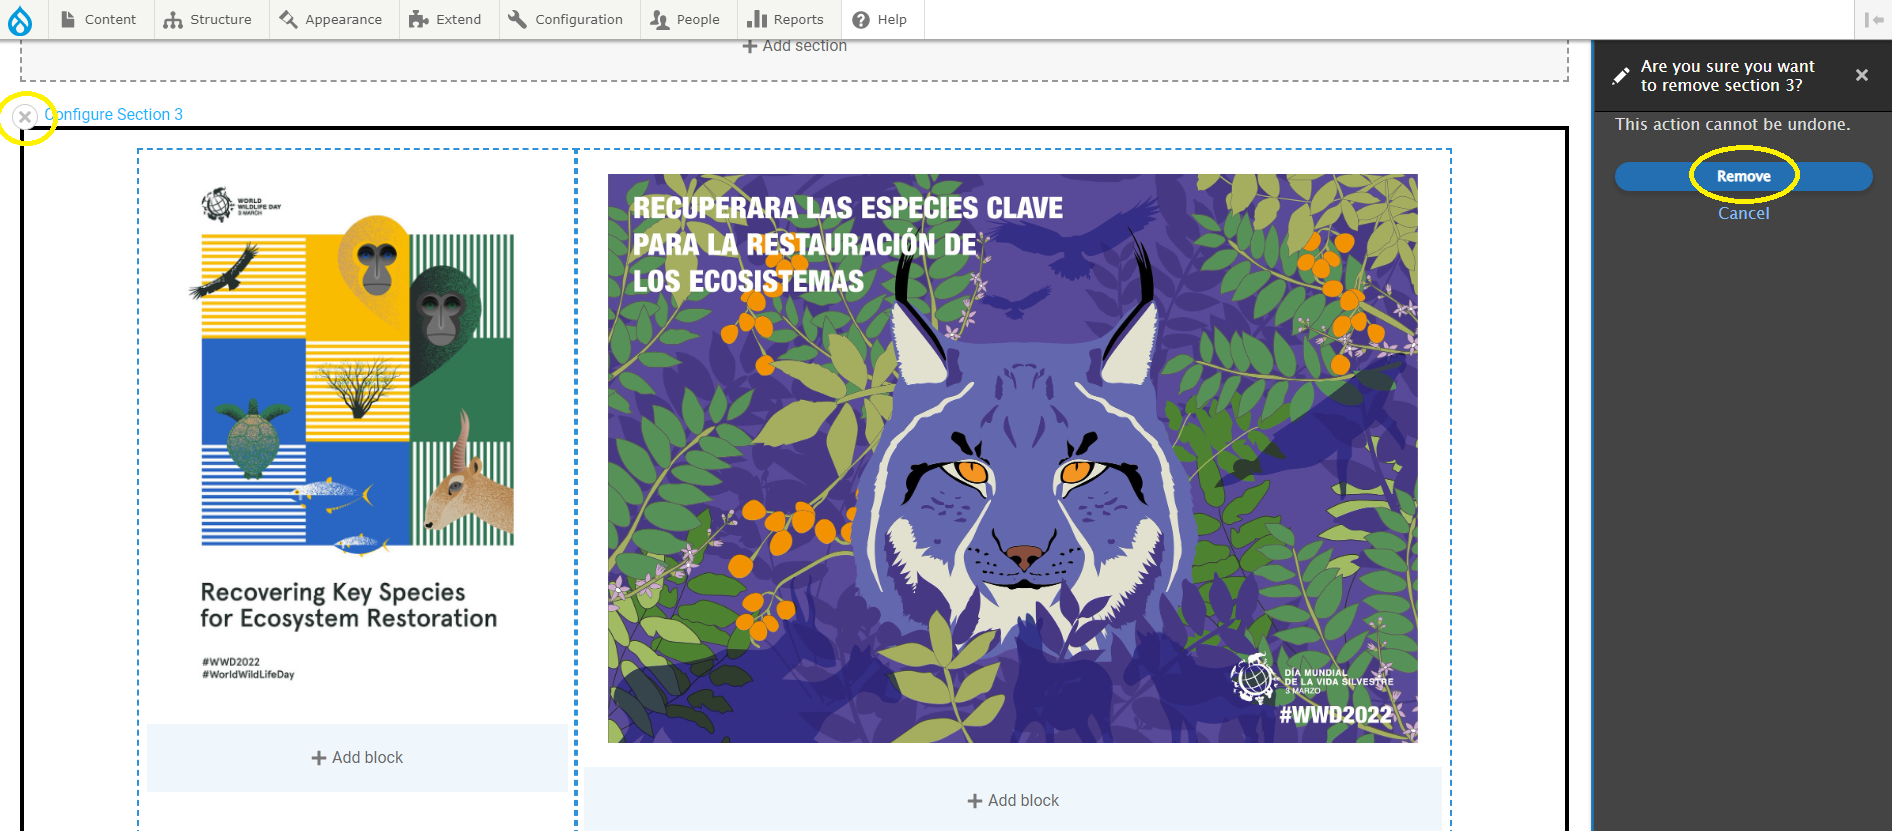 Content
Structure
Appearance
Extend
Configuration
People
Reports
Help
Add section
Configure Section 3
WORLD
WILDLIFE DAY
3 MARCH
Recovering Key Species
for Ecosystem Restoration
#WWD2022
#WorldWildLifeDay
Add block
RECUPERARA LAS ESPECIES CLAVE
PARA LA RESTAURACIÓN DE
LOS ECOSISTEMAS
DÍA MUNDIAL
DE LA VIDA SILVESTRE
3 MARZO
#WWD2022
Add block
Are you sure you want
to remove section 3?
This action cannot be undone.
Remove
Cancel